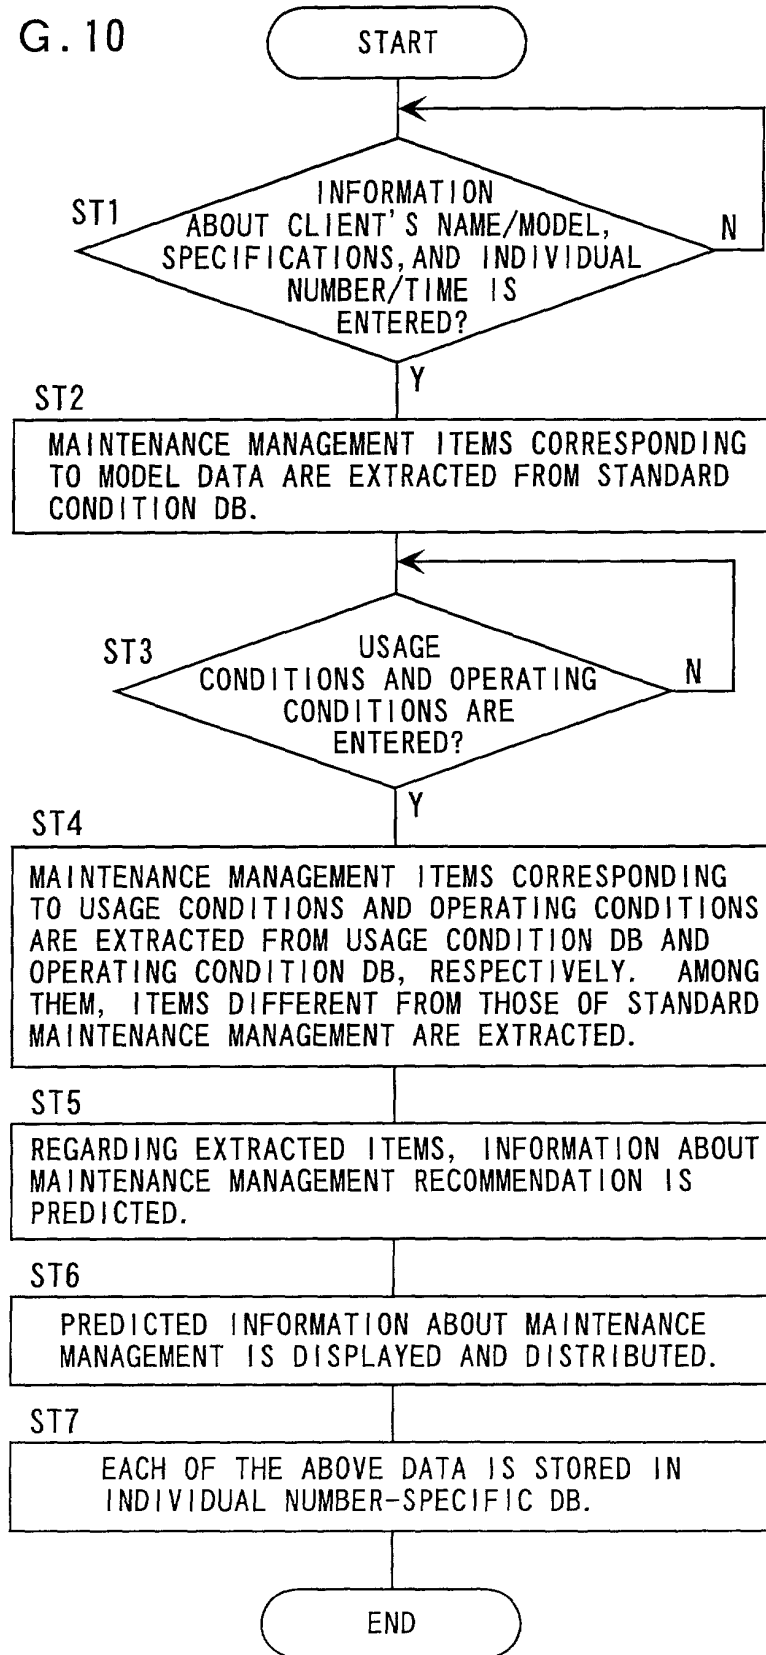 G.10
START
ST1
INFORMATION
ABOUT CLIENT'S NAME/MODEL,
SPECIFICATIONS, AND INDIVIDUAL
NUMBER/TIME IS
ENTERED?
N
Y
ST2
MAINTENANCE MANAGEMENT ITEMS CORRESPONDING
TO MODEL DATA ARE EXTRACTED FROM STANDARD
CONDITION DB.
ST3
USAGE
CONDITIONS AND OPERATING
CONDITIONS ARE
ENTERED?
N
Y
ST4
MAINTENANCE MANAGEMENT ITEMS CORRESPONDING
TO USAGE CONDITIONS AND OPERATING CONDITIONS
ARE EXTRACTED FROM USAGE CONDITION DB AND
OPERATING CONDITION DB, RESPECTIVELY. AMONG
THEM, ITEMS DIFFERENT FROM THOSE OF STANDARD
MAINTENANCE MANAGEMENT ARE EXTRACTED.
ST5
REGARDING EXTRACTED ITEMS, INFORMATION ABOUT
MAINTENANCE MANAGEMENT RECOMMENDATION IS
PREDICTED.
ST6
PREDICTED INFORMATION ABOUT MAINTENANCE
MANAGEMENT IS DISPLAYED AND DISTRIBUTED.
ST7
EACH OF THE ABOVE DATA IS STORED IN
INDIVIDUAL NUMBER-SPECIFIC DB.
END